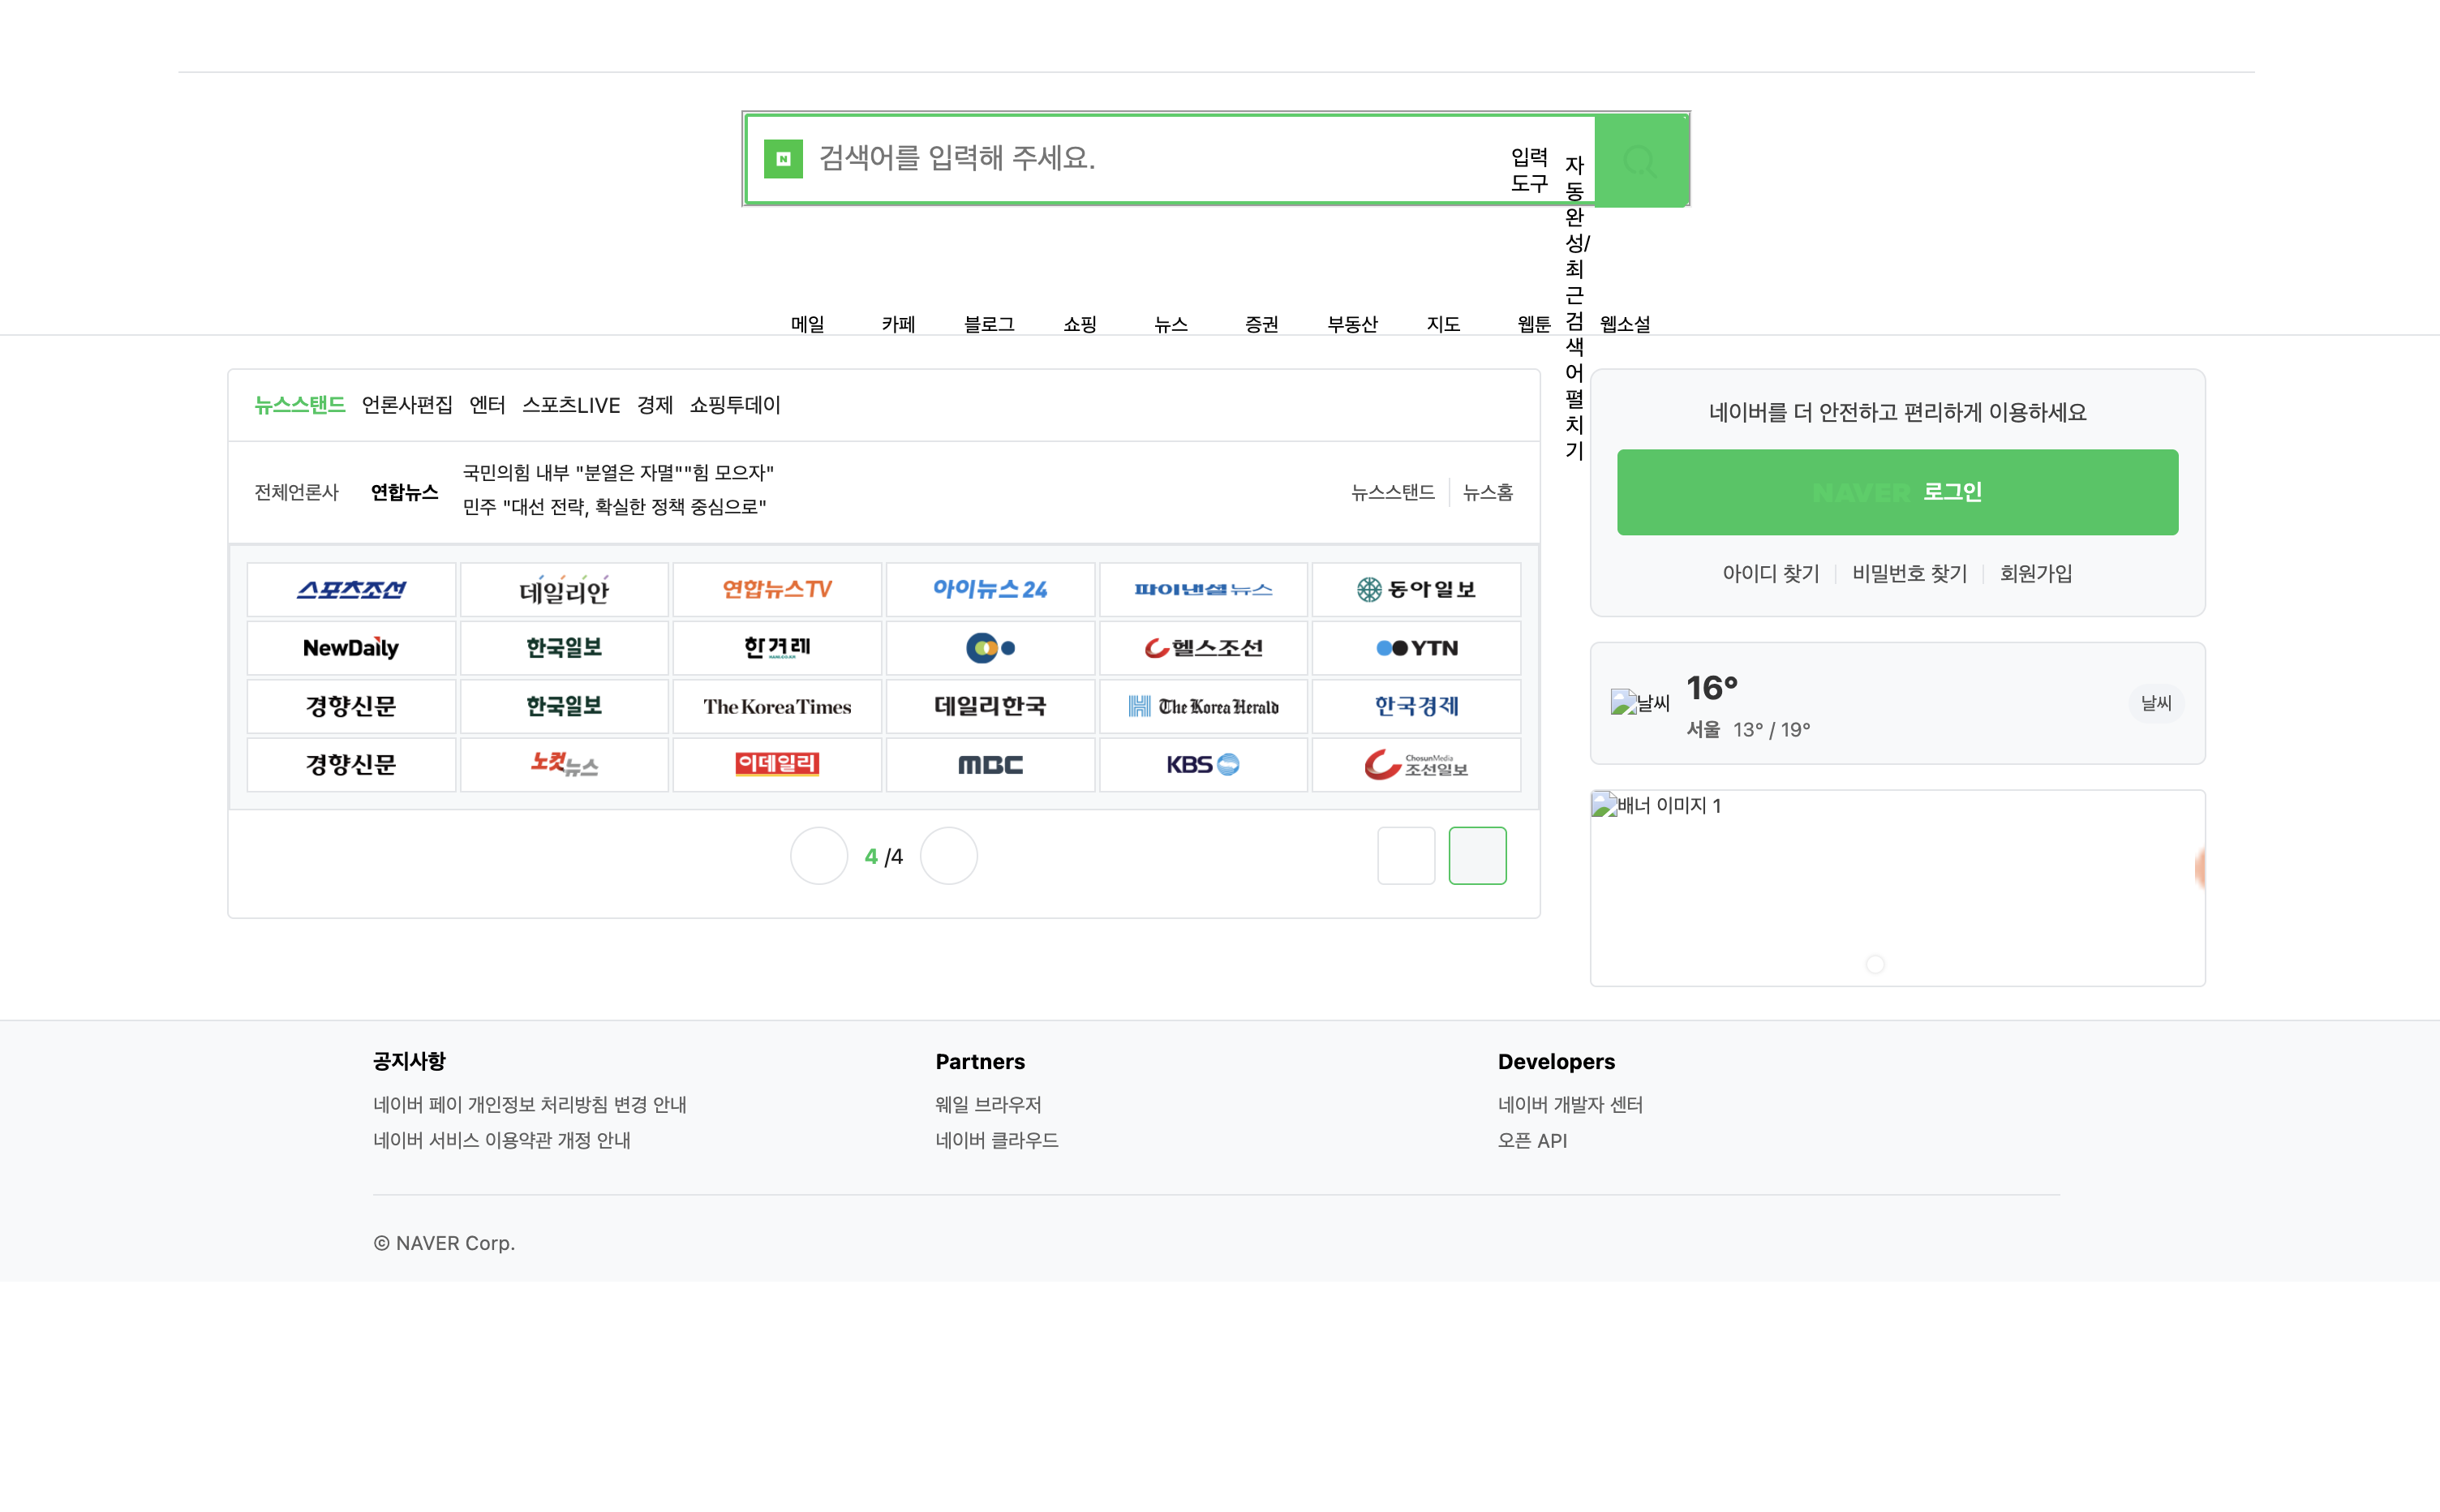 N 검색어를 입력해 주세요.
입력
도구
자
동
완
성/
최
근
검
색
어
펼
치
기
메일 카페 블로그 쇼핑 뉴스 증권 부동산 지도 웹툰 웹소설
뉴스스탠드 언론사편집 엔터 스포츠LIVE 경제 쇼핑투데이
전체언론사 연합뉴스
국민의힘 내부 "분열은 자멸""힘 모으자"
민주 "대선 전략, 확실한 정책 중심으로"
뉴스스탠드 뉴스홈
스포츠조선 데일리안 연합뉴스TV 아이뉴스24 파이낸셜뉴스 동아일보
NewDaily 한국일보 한겨레 헬스조선 YTN
경향신문 한국일보 The Korea Times 데일리한국 The Korea Herald 한국경제
경향신문 노컷뉴스 이데일리 MBC KBS ChosunMedia 조선일보
4 /4
네이버를 더 안전하고 편리하게 이용하세요
NAVER 로그인
아이디 찾기 비밀번호 찾기 회원가입
날씨
16°
서울 13° / 19°
날씨
배너 이미지 1
공지사항
네이버 페이 개인정보 처리방침 변경 안내
네이버 서비스 이용약관 개정 안내
Partners
웨일 브라우저
네이버 클라우드
Developers
네이버 개발자 센터
오픈 API
© NAVER Corp.